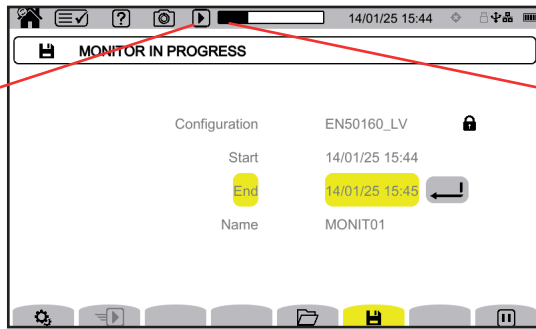 14/01/25 15:44
MONITOR IN PROGRESS
Configuration EN50160_LV
Start 14/01/25 15:44
End 14/01/25 15:45
Name MONIT01